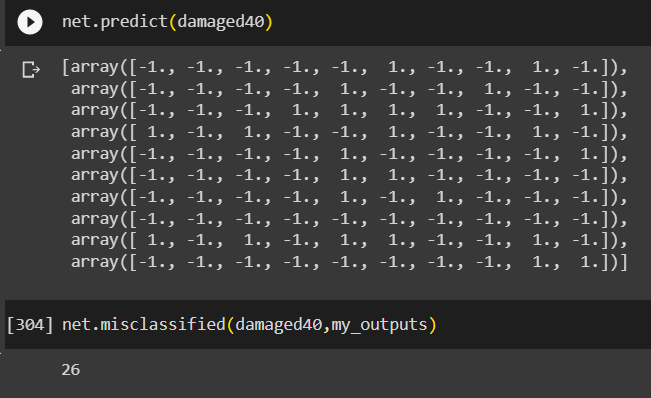 net.predict(damaged40)
[array([-1., -1., -1., -1., -1.,  1., -1., -1.,  1., -1.]),
array([-1., -1., -1., -1.,  1., -1., -1.,  1., -1., -1.]),
array([-1., -1., -1.,  1.,  1.,  1.,  1., -1., -1.,  1.]),
array([ 1., -1.,  1., -1., -1.,  1., -1., -1.,  1., -1.]),
array([-1., -1., -1., -1.,  1., -1., -1., -1., -1., -1.]),
array([ 1., -1., -1., -1.,  1.,  1., -1., -1.,  1., -1.]),
array([-1., -1., -1., -1.,  1., -1.,  1., -1., -1., -1.]),
array([-1., -1., -1., -1., -1., -1., -1., -1., -1., -1.]),
array([ 1., -1.,  1., -1.,  1.,  1., -1., -1.,  1., -1.]),
array([-1., -1., -1., -1., -1., -1., -1., -1.,  1.,  1.])]
[304] net.misclassified(damaged40,my_outputs)
26